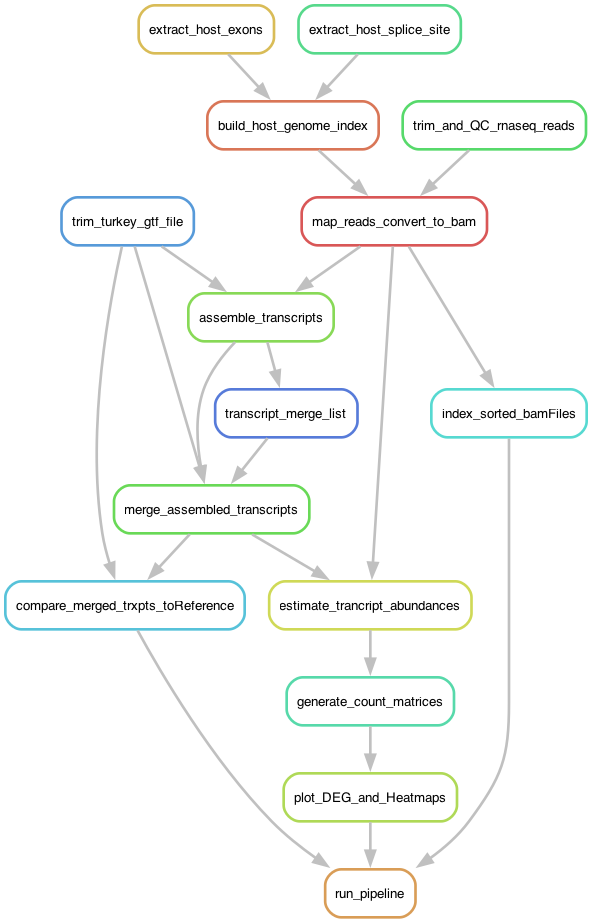 extract_host_exons
extract_host_splice_site
build_host_genome_index
trim_and_QC_rnaseq_reads
trim_turkey_gtf_file
map_reads_convert_to_bam
assemble_transcripts
transcript_merge_list
index_sorted_bamFiles
merge_assembled_transcripts
compare_merged_trxpts_toReference
estimate_trancript_abundances
generate_count_matrices
plot_DEG_and_Heatmaps
run_pipeline